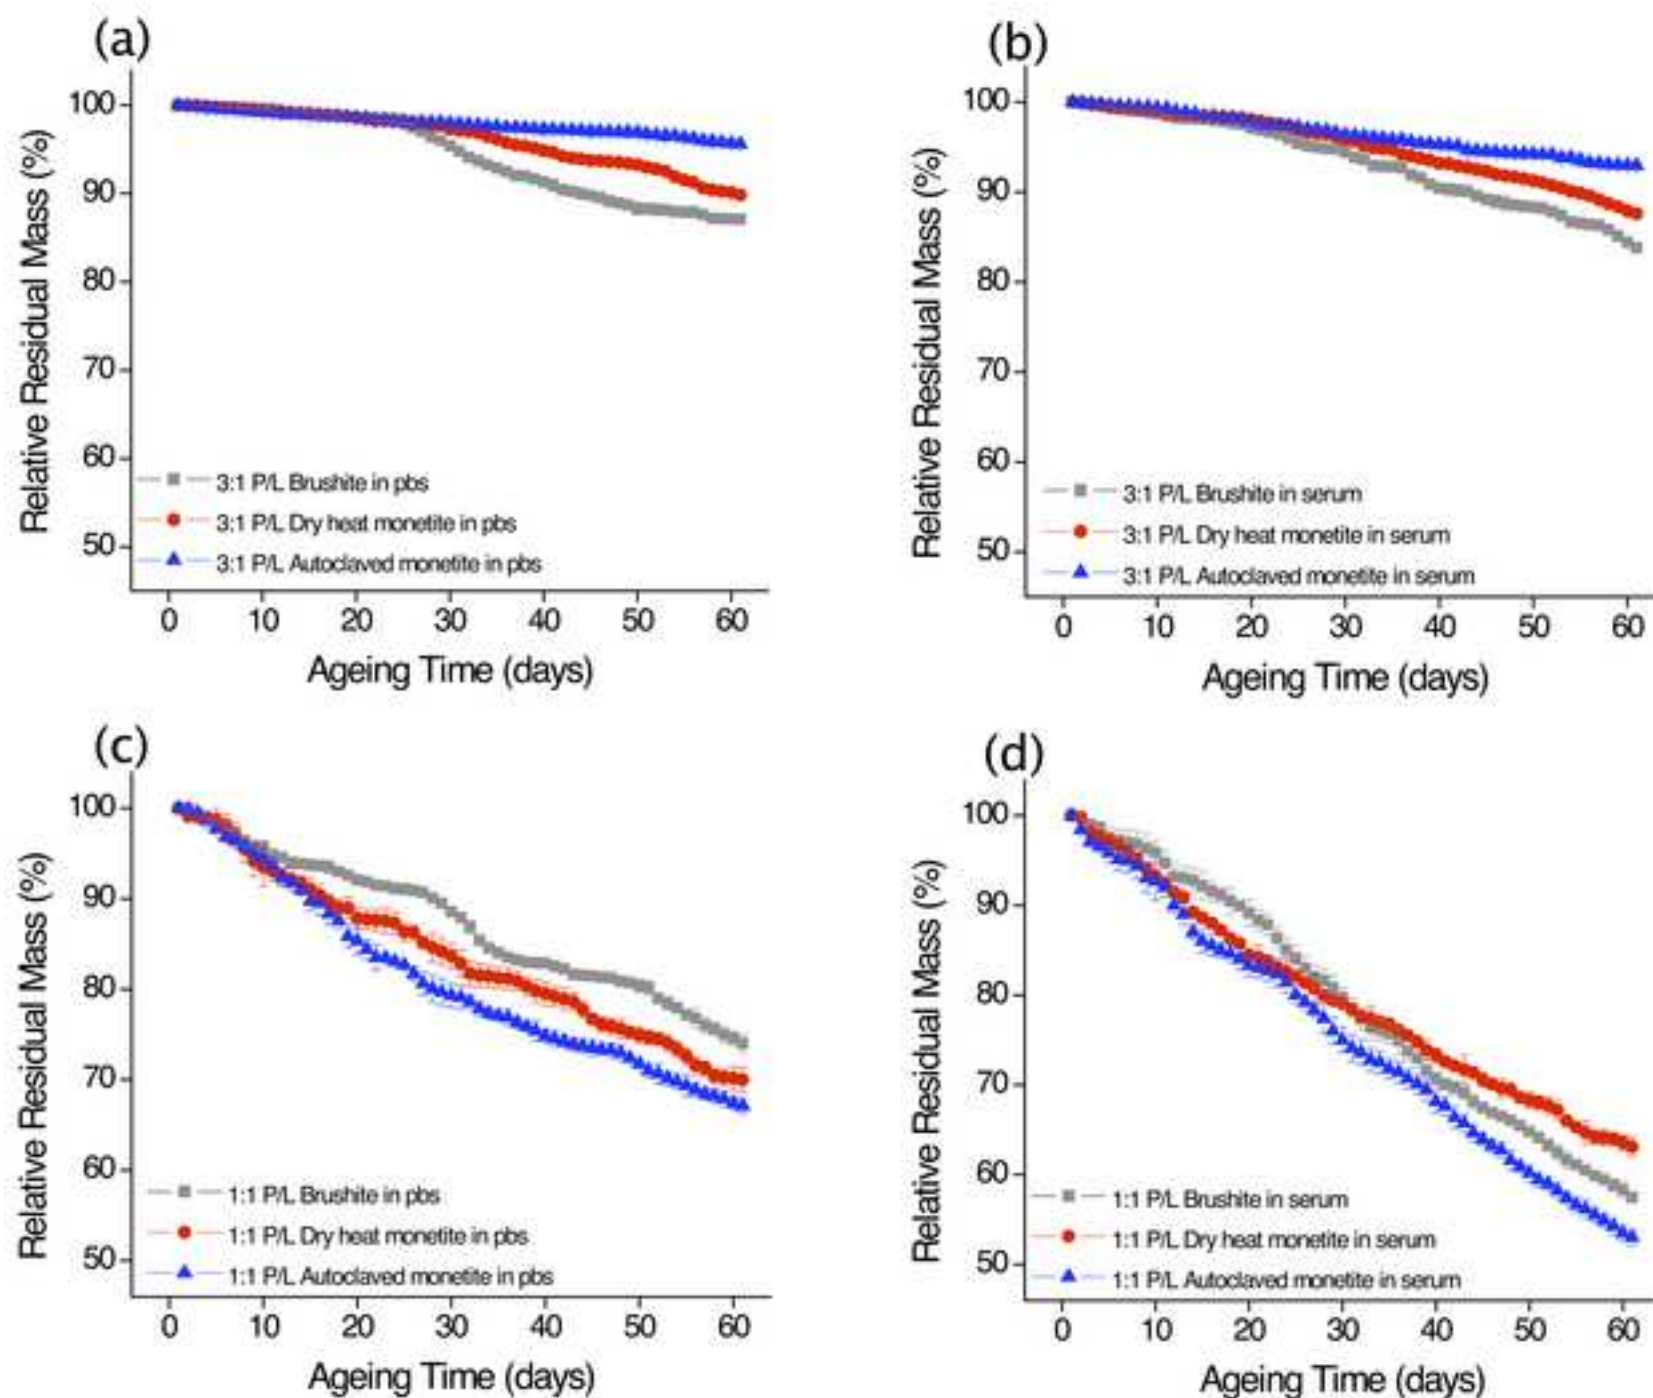 (a)
Relative Residual Mass (%)
100
90
80
70
60
50
3:1 P/L Brushite in pbs
3:1 P/L Dry heat monetite in pbs
3:1 P/L Autoclaved monetite in pbs
0 10 20 30 40 50 60
Ageing Time (days)
(b)
Relative Residual Mass (%)
100
90
80
70
60
50
3:1 P/L Brushite in serum
3:1 P/L Dry heat monetite in serum
3:1 P/L Autoclaved monetite in serum
0 10 20 30 40 50 60
Ageing Time (days)
(c)
Relative Residual Mass (%)
100
90
80
70
60
50
1:1 P/L Brushite in pbs
1:1 P/L Dry heat monetite in pbs
1:1 P/L Autoclaved monetite in pbs
0 10 20 30 40 50 60
Ageing Time (days)
(d)
Relative Residual Mass (%)
100
90
80
70
60
50
1:1 P/L Brushite in serum
1:1 P/L Dry heat monetite in serum
1:1 P/L Autoclaved monetite in serum
0 10 20 30 40 50 60
Ageing Time (days)